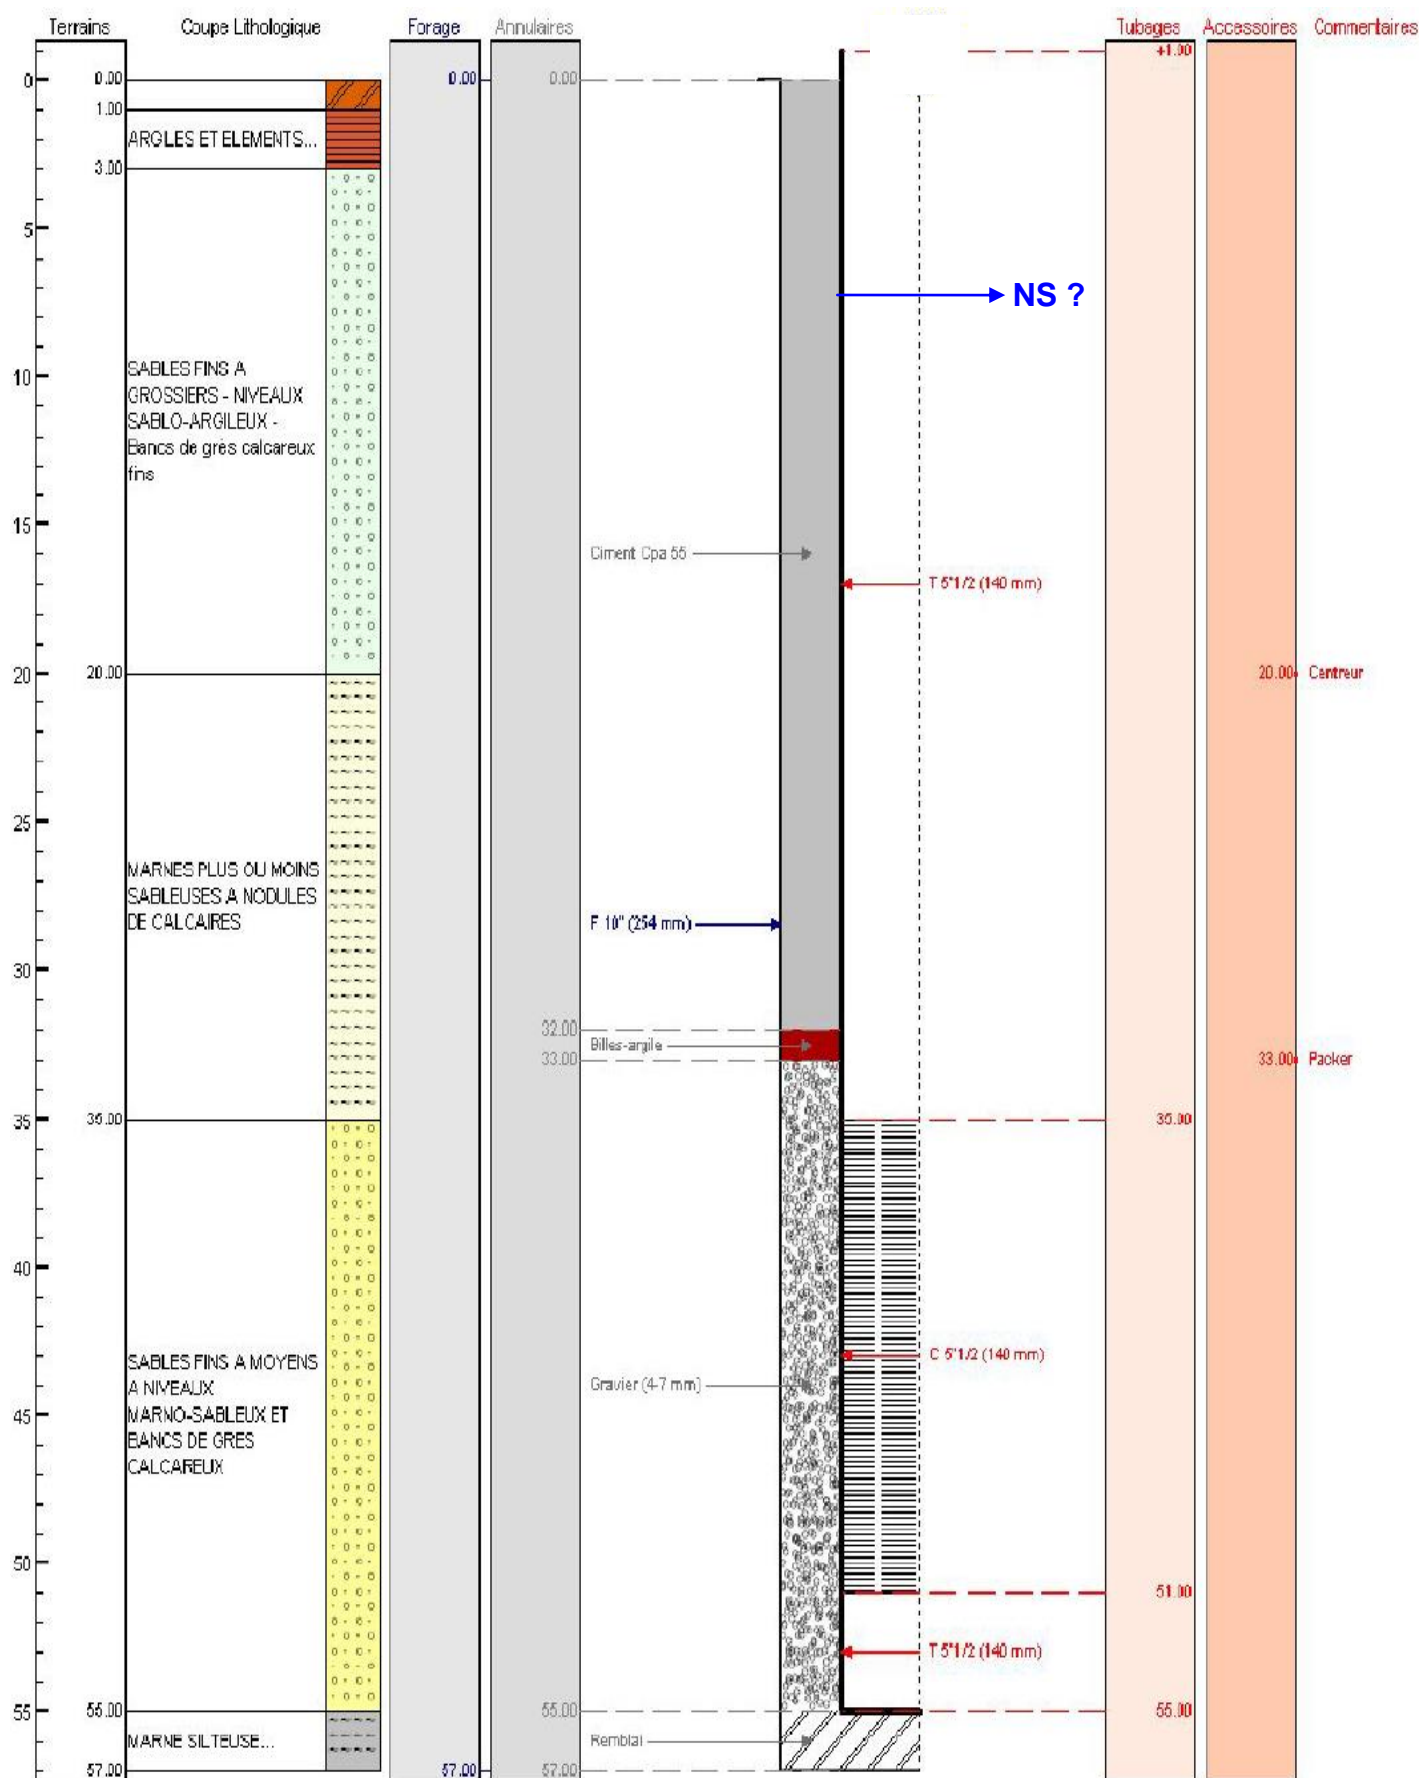 Terrains Coupe Lithologique Forage Annulaires Tubages Accessoires Commentaires
+1.00
0 0.00 0.00 0.00
1.00
ARGILES ET ELEMENTS...
3.00
5
NS ?
SABLES FINS A
10
GROSSIERS - NIVEAUX
SABLO-ARGILEUX -
Bancs de grès calcareux
fins
15
Ciment Cpa 55
T 5"1/2 (140 mm)
20 20.00 20.00 Centreur
25
MARNES PLUS OU MOINS
SABLEUSES A NODULES
DE CALCAIRES
F 10" (254 mm)
30
32.00
Billes-argile
33.00 33.00 Packer
35 35.00 35.00
40
C 5"1/2 (140 mm)
SABLES FINS A MOYENS
A NIVEAUX
Gravier (4-7 mm)
MARNO-SABLEUX ET
45
BANCS DE GRES
CALCAREUX
50
51.00
T 5"1/2 (140 mm)
55 55.00 55.00 55.00
MARNE SILTEUSE...
Remblai
57.00 57.00 57.00